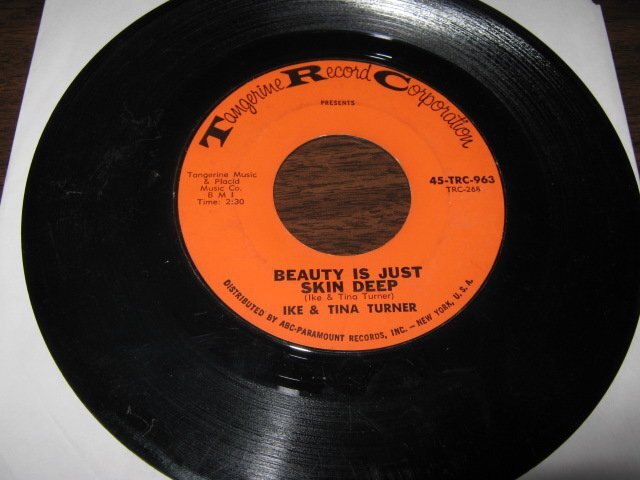 Tangerine Record Corporation
PRESENTS
Tangerine Music
& Placid
Music Co.
B M I
Time: 2:30
45-TRC-963
TRC-268
BEAUTY IS JUST
SKIN DEEP
(Ike & Tina Turner)
IKE & TINA TURNER
DISTRIBUTED BY ABC-PARAMOUNT RECORDS, INC. — NEW YORK, U. S. A.